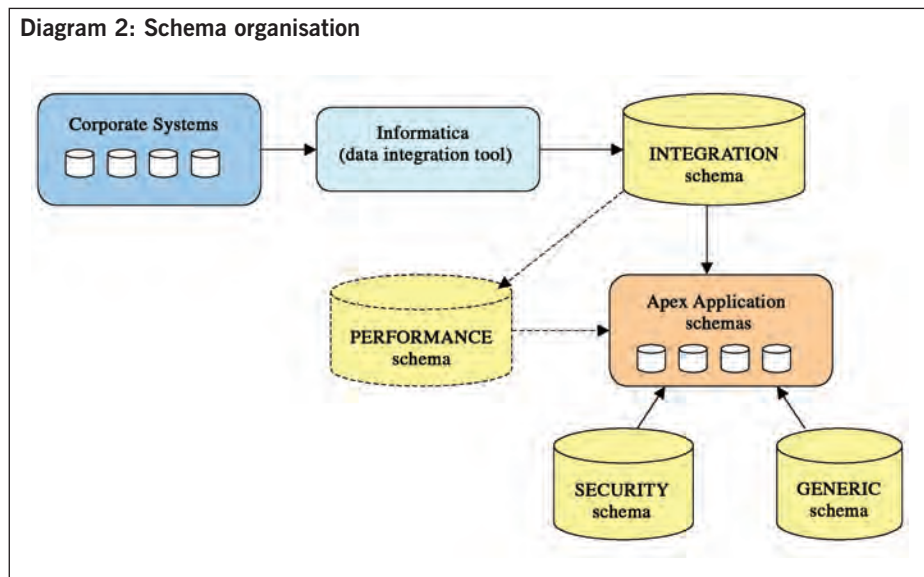 Diagram 2: Schema organisation
Corporate Systems
Informatica
(data integration tool)
INTEGRATION
schema
PERFORMANCE
schema
Apex Application
schemas
SECURITY
schema
GENERIC
schema